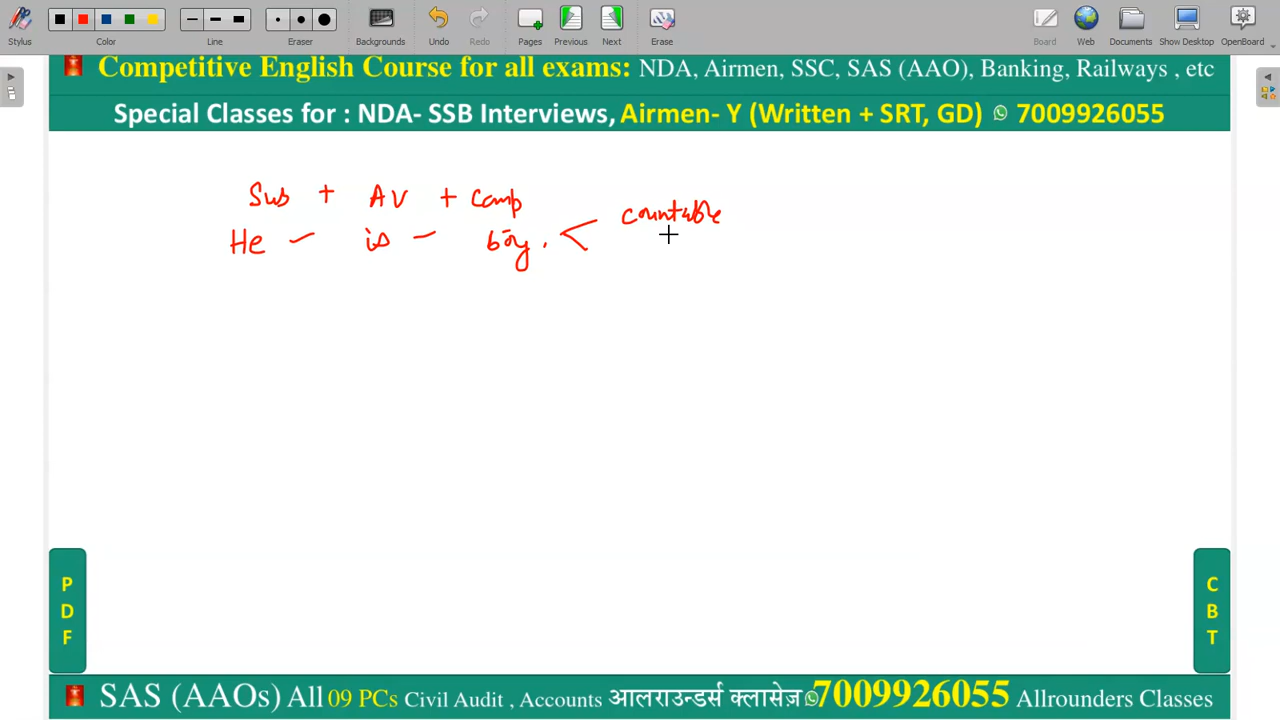 Stylus Color Line Eraser Backgrounds Undo Redo Pages Previous Next Erase Board Web Documents Show Desktop OpenBoard
Competitive English Course for all exams: NDA, Airmen, SSC, SAS (AAO), Banking, Railways , etc
Special Classes for : NDA- SSB Interviews, Airmen- Y (Written + SRT, GD) 7009926055
Sub + AV + Comp
countable
He – is – boy.
P
D
F
C
B
T
SAS (AAOs) All 09 PCs Civil Audit , Accounts आलराउन्डर्स क्लासेज़ 7009926055 Allrounders Classes